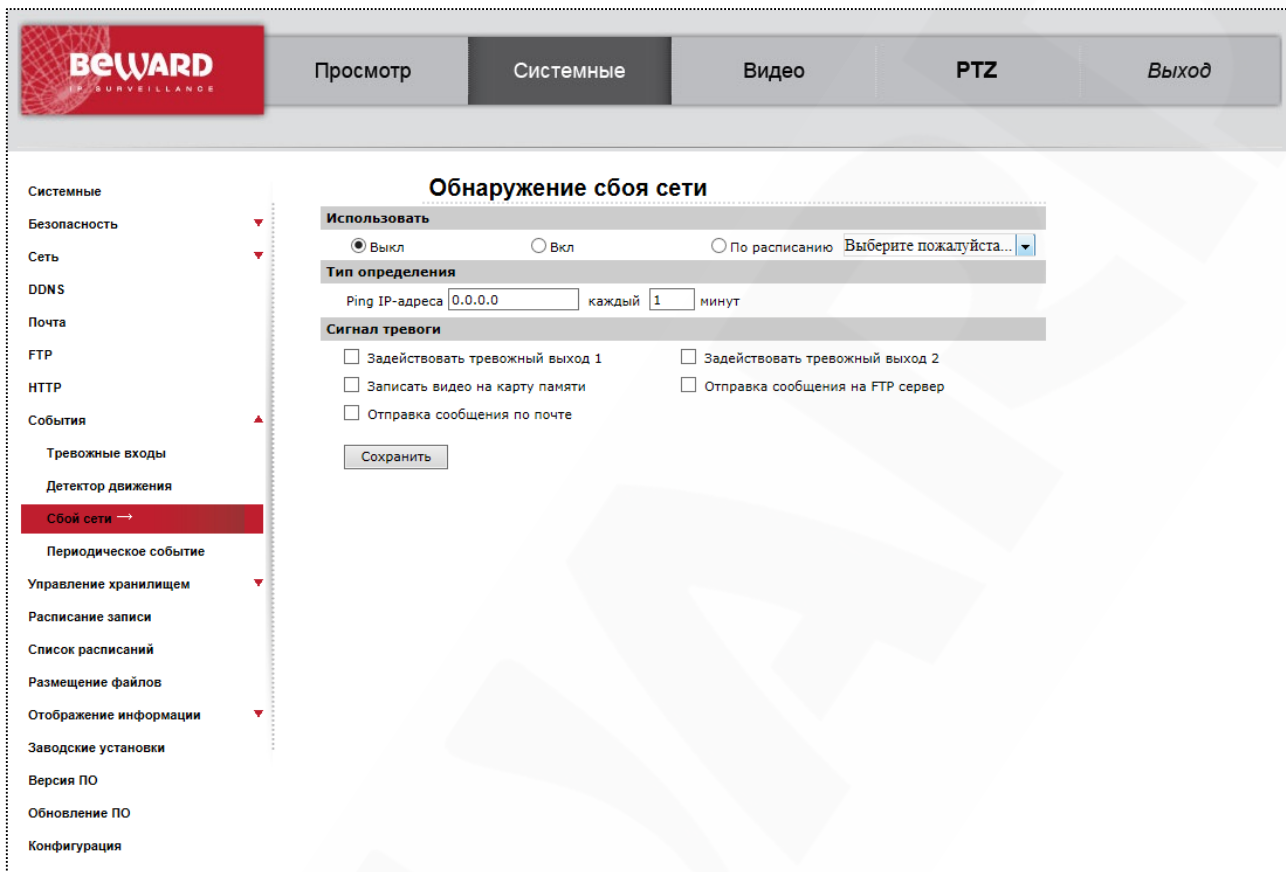 BEWARD
IP SURVEILLANCE
Просмотр
Системные
Видео
PTZ
Выход
Системные
Безопасность
Сеть
DDNS
Почта
FTP
HTTP
События
Тревожные входы
Детектор движения
Сбой сети →
Периодическое событие
Управление хранилищем
Расписание записи
Список расписаний
Размещение файлов
Отображение информации
Заводские установки
Версия ПО
Обновление ПО
Конфигурация
Обнаружение сбоя сети
Использовать
Выкл Вкл По расписанию Выберите пожалуйста...
Тип определения
Ping IP-адреса 0.0.0.0 каждый 1 минут
Сигнал тревоги
Задействовать тревожный выход 1 Задействовать тревожный выход 2
Записать видео на карту памяти Отправка сообщения на FTP сервер
Отправка сообщения по почте
Сохранить